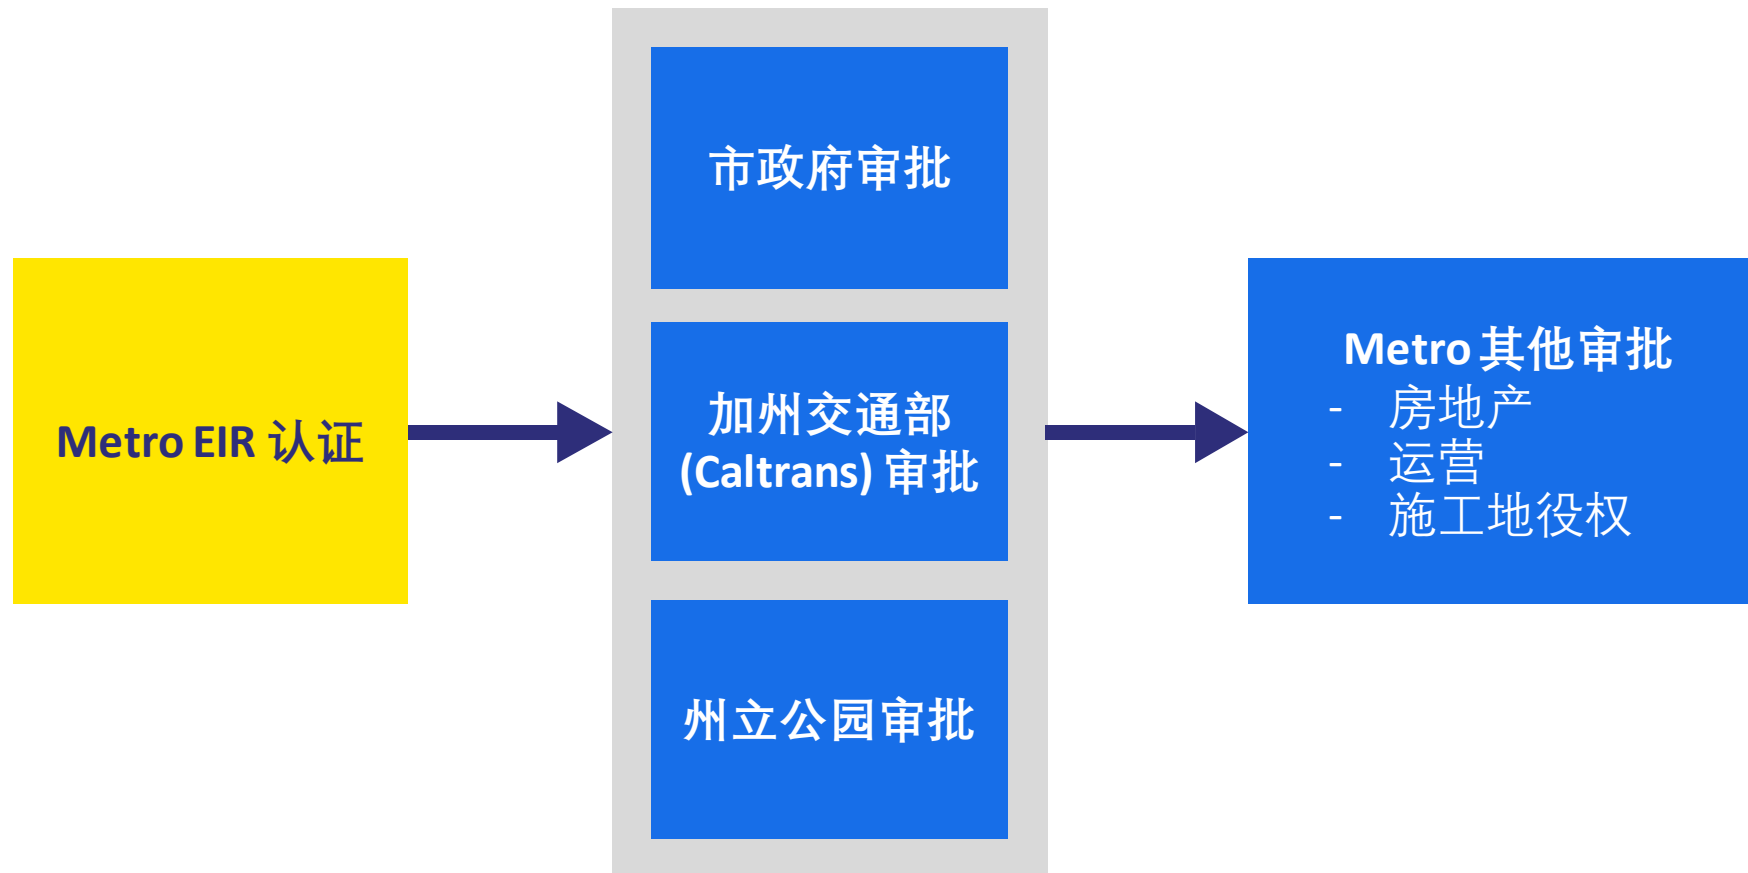 Metro EIR 认证
市政府审批
加州交通部
(Caltrans) 审批
州立公园审批
Metro 其他审批
- 房地产
- 运营
- 施工地役权